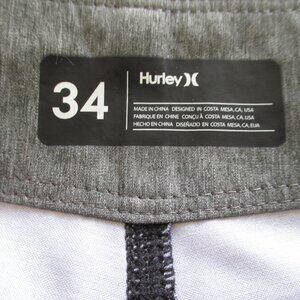 34
Hurley
MADE IN CHINA DESIGNED IN COSTA MESA, CA, USA
FABRIQUE EN CHINE CONÇU À COSTA MESA, CA, USA
HECHO EN CHINA DISEÑADO EN COSTA MESA, CA, EUA